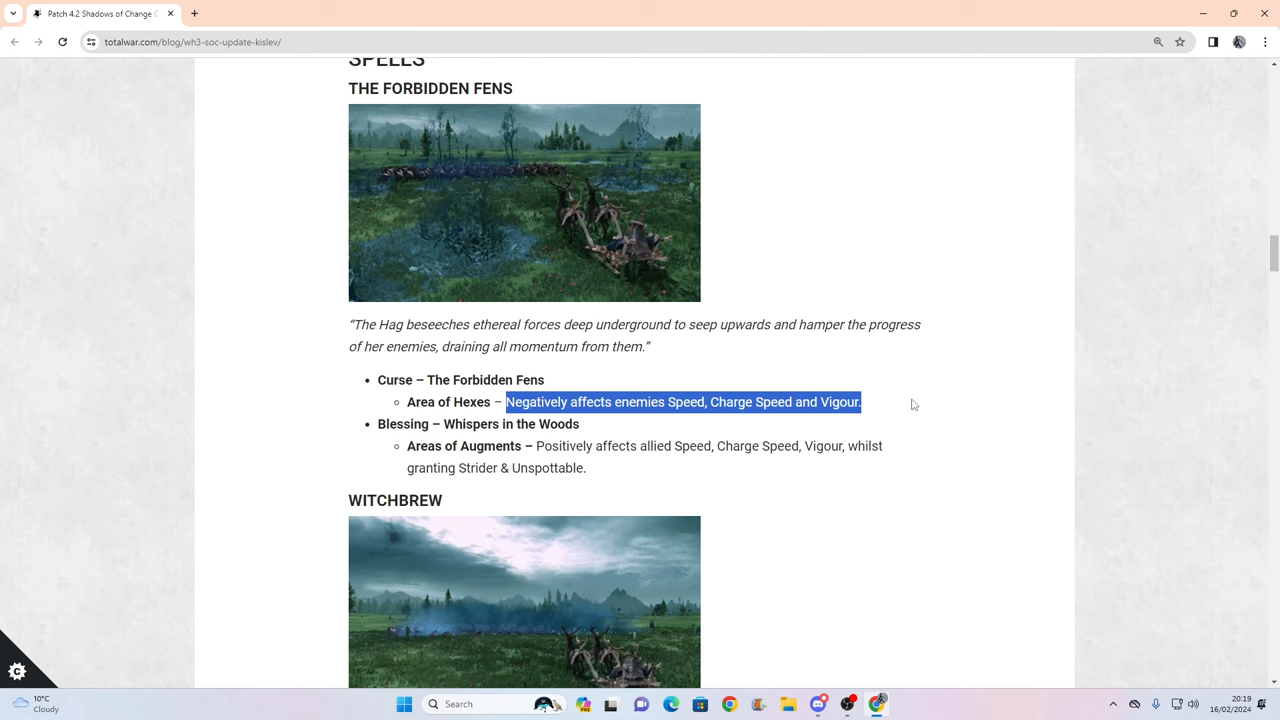 Patch 4.2 Shadows of Change C
totalwar.com/blog/wh3-soc-update-kislev/
SPELLS
THE FORBIDDEN FENS
“The Hag beseeches ethereal forces deep underground to seep upwards and hamper the progress
of her enemies, draining all momentum from them.”
• Curse – The Forbidden Fens
Area of Hexes – Negatively affects enemies Speed, Charge Speed and Vigour.
• Blessing – Whispers in the Woods
Areas of Augments – Positively affects allied Speed, Charge Speed, Vigour, whilst
granting Strider & Unspottable.
WITCHBREW
10°C
Cloudy
Search
20:19
16/02/2024